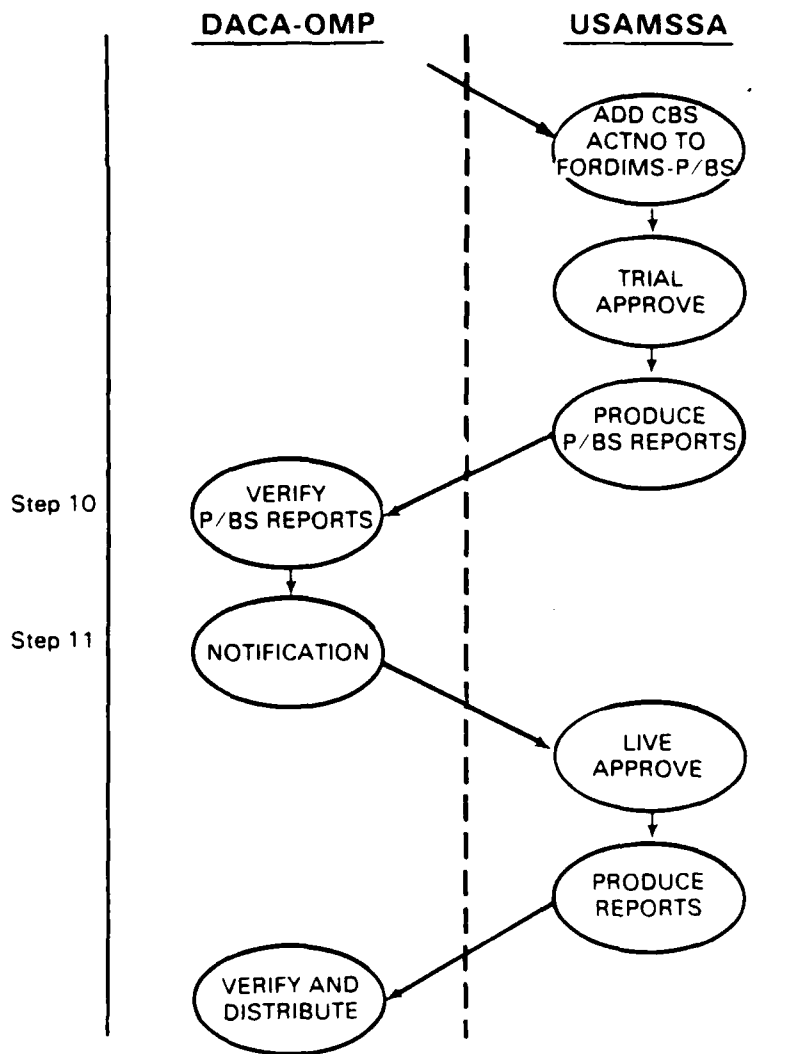 DACA-OMP
USAMSSA
ADD CBS
ACTNO TO
FORDIMS-P/BS
TRIAL
APPROVE
PRODUCE
P/BS REPORTS
Step 10
VERIFY
P/BS REPORTS
Step 11
NOTIFICATION
LIVE
APPROVE
PRODUCE
REPORTS
VERIFY AND
DISTRIBUTE